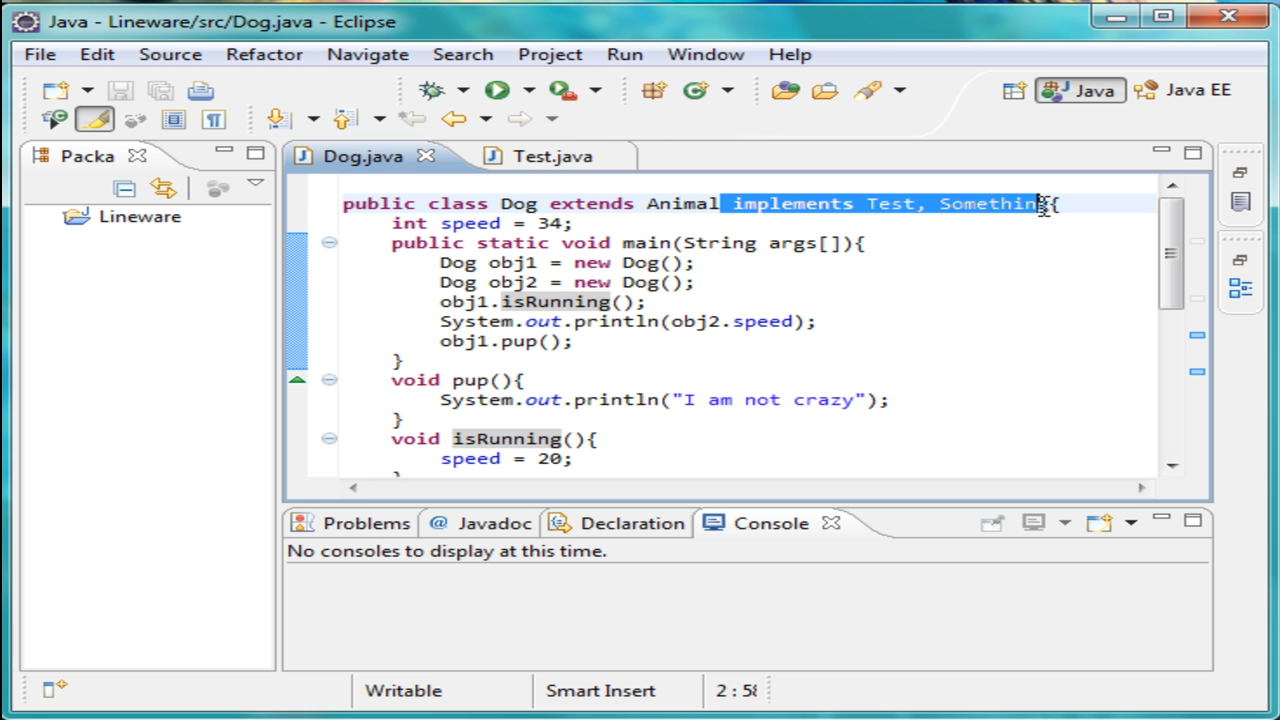 Java - Lineware/src/Dog.java - Eclipse
File Edit Source Refactor Navigate Search Project Run Window Help
Java Java EE
Packa Dog.java Test.java
Lineware
public class Dog extends Animal implements Test, Something{
int speed = 34;
public static void main(String args[]){
Dog obj1 = new Dog();
Dog obj2 = new Dog();
obj1.isRunning();
System.out.println(obj2.speed);
obj1.pup();
}
void pup(){
System.out.println("I am not crazy");
}
void isRunning(){
speed = 20;
Problems @ Javadoc Declaration Console
No consoles to display at this time.
Writable Smart Insert 2 : 58